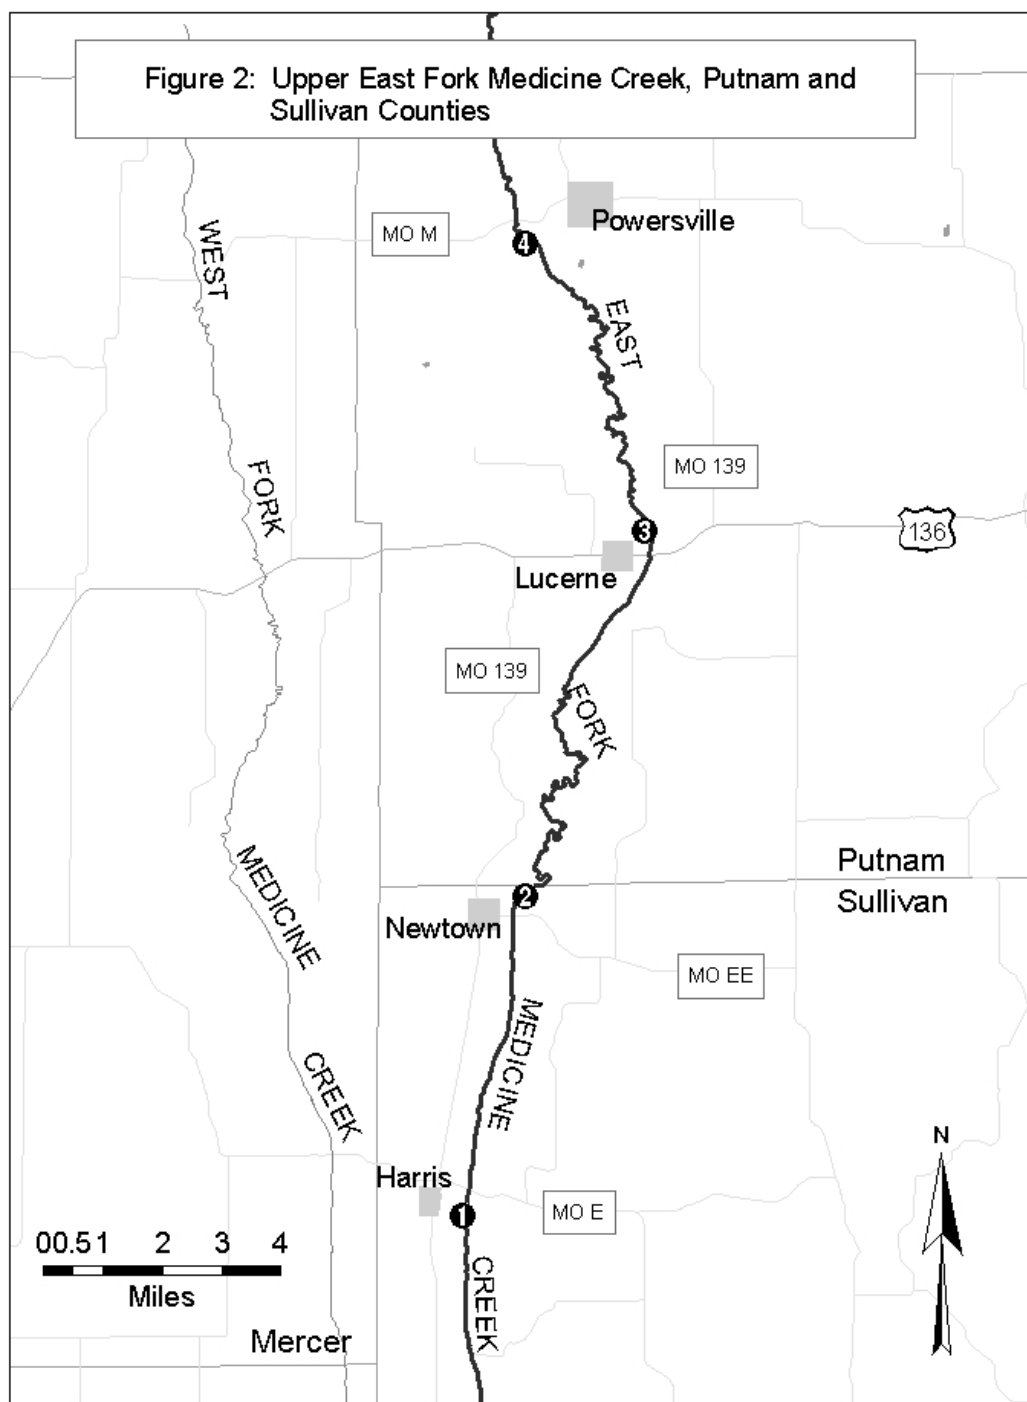 Figure 2: Upper East Fork Medicine Creek, Putnam and
Sullivan Counties
WEST
MO M
Powersville
4
EAST
FORK
MO 139
3
136
Lucerne
MO 139
FORK
MEDICINE
Putnam
2
Sullivan
Newtown
MO EE
MEDICINE
CREEK
N
Harris
1
MO E
00.51 2 3 4
Miles
CREEK
Mercer